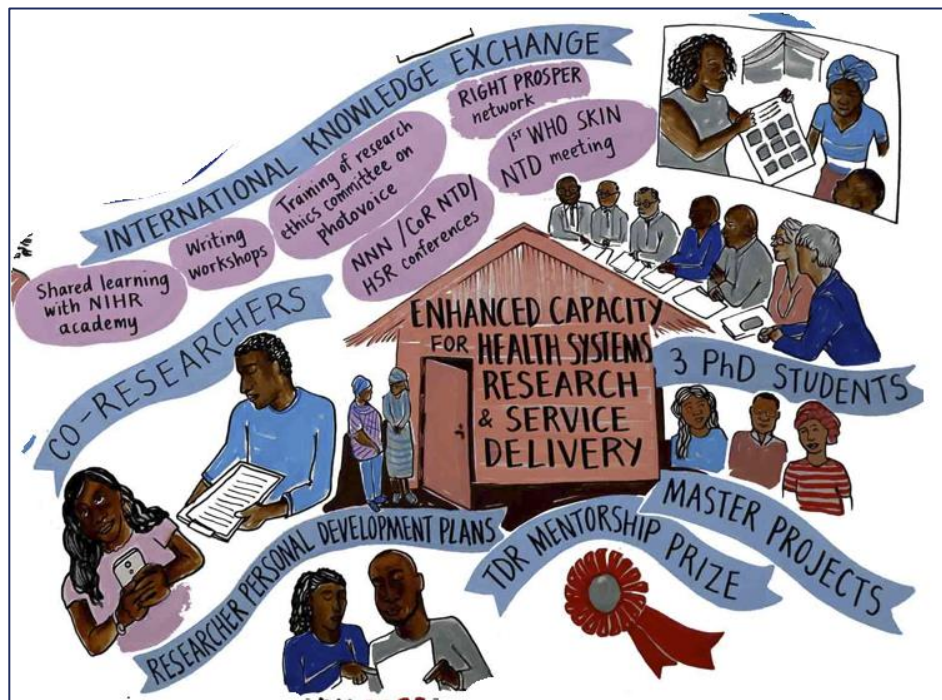 INTERNATIONAL KNOWLEDGE EXCHANGE
RIGHT PROSPER
network
1ST WHO SKIN
NTD meeting
Training of research
ethics committee on
photovoice
NNN /CoR NTD/
HSR conferences
Writing
workshops
Shared learning
with NIHR
academy
CO-RESEARCHERS
ENHANCED CAPACITY
FOR HEALTH SYSTEMS
RESEARCH
& SERVICE
DELIVERY
3 PhD STUDENTS
MASTER PROJECTS
TDR MENTORSHIP PRIZE
RESEARCHER PERSONAL DEVELOPMENT PLANS